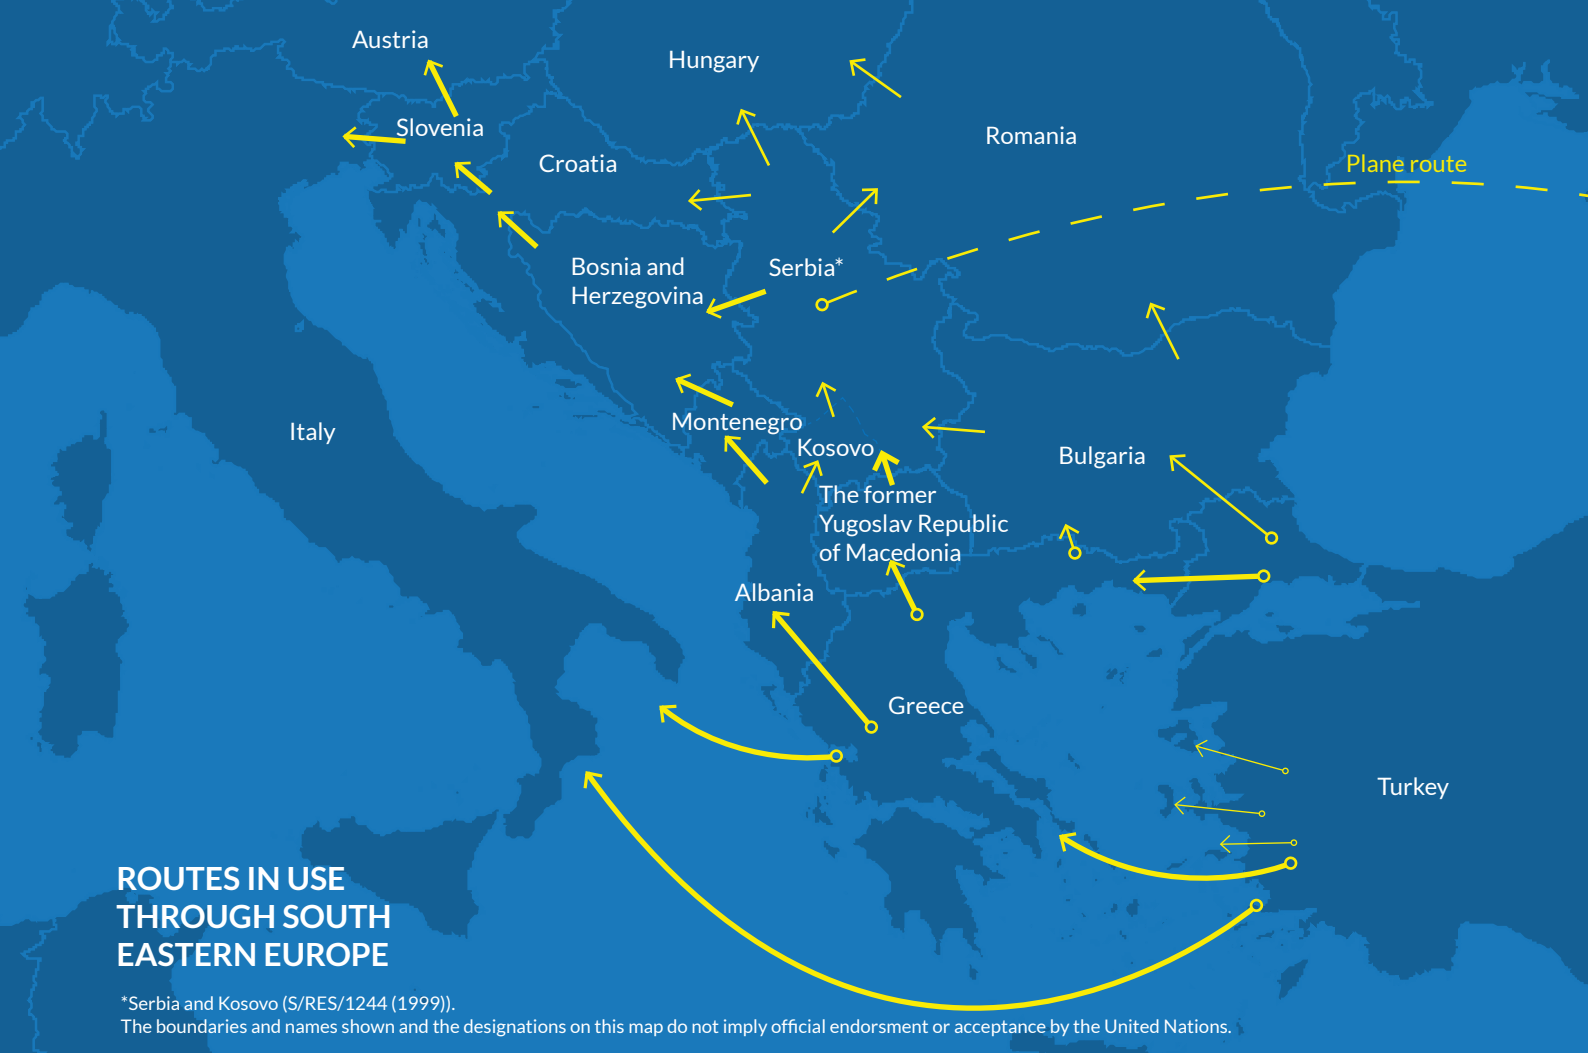 Austria
Hungary
Slovenia
Romania
Croatia
Plane route
Bosnia and
Herzegovina
Serbia*
Italy
Montenegro
Kosovo
Bulgaria
The former
Yugoslav Republic
of Macedonia
Albania
Greece
Turkey
ROUTES IN USE
THROUGH SOUTH
EASTERN EUROPE
*Serbia and Kosovo (S/RES/1244 (1999)).
The boundaries and names shown and the designations on this map do not imply official endorsment or acceptance by the United Nations.